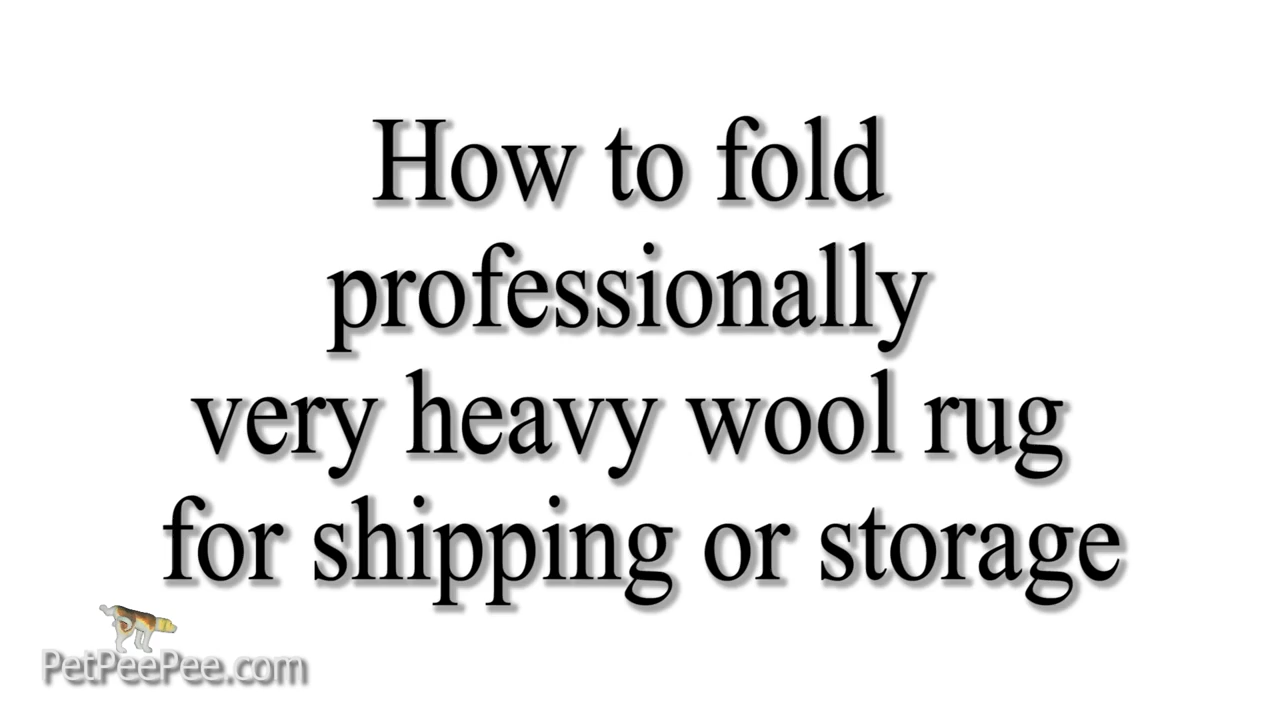 How to fold
professionally
very heavy wool rug
for shipping or storage
PetPeePee.com